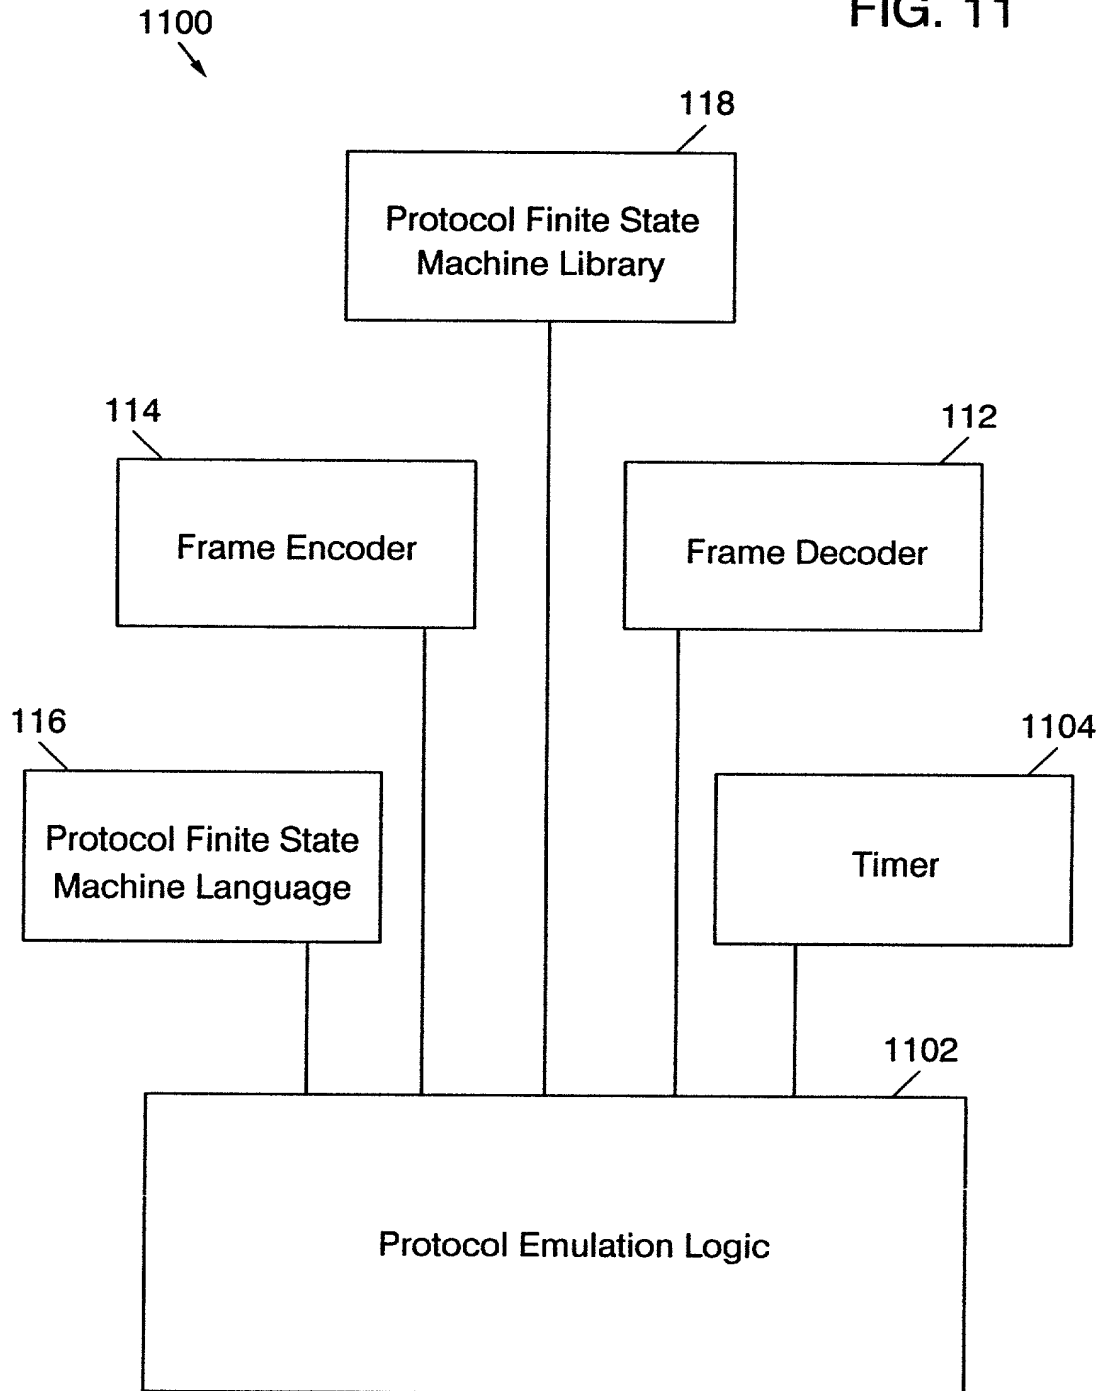 FIG. 11
1100
118
Protocol Finite State
Machine Library
114
112
Frame Encoder
Frame Decoder
116
1104
Protocol Finite State
Machine Language
Timer
1102
Protocol Emulation Logic